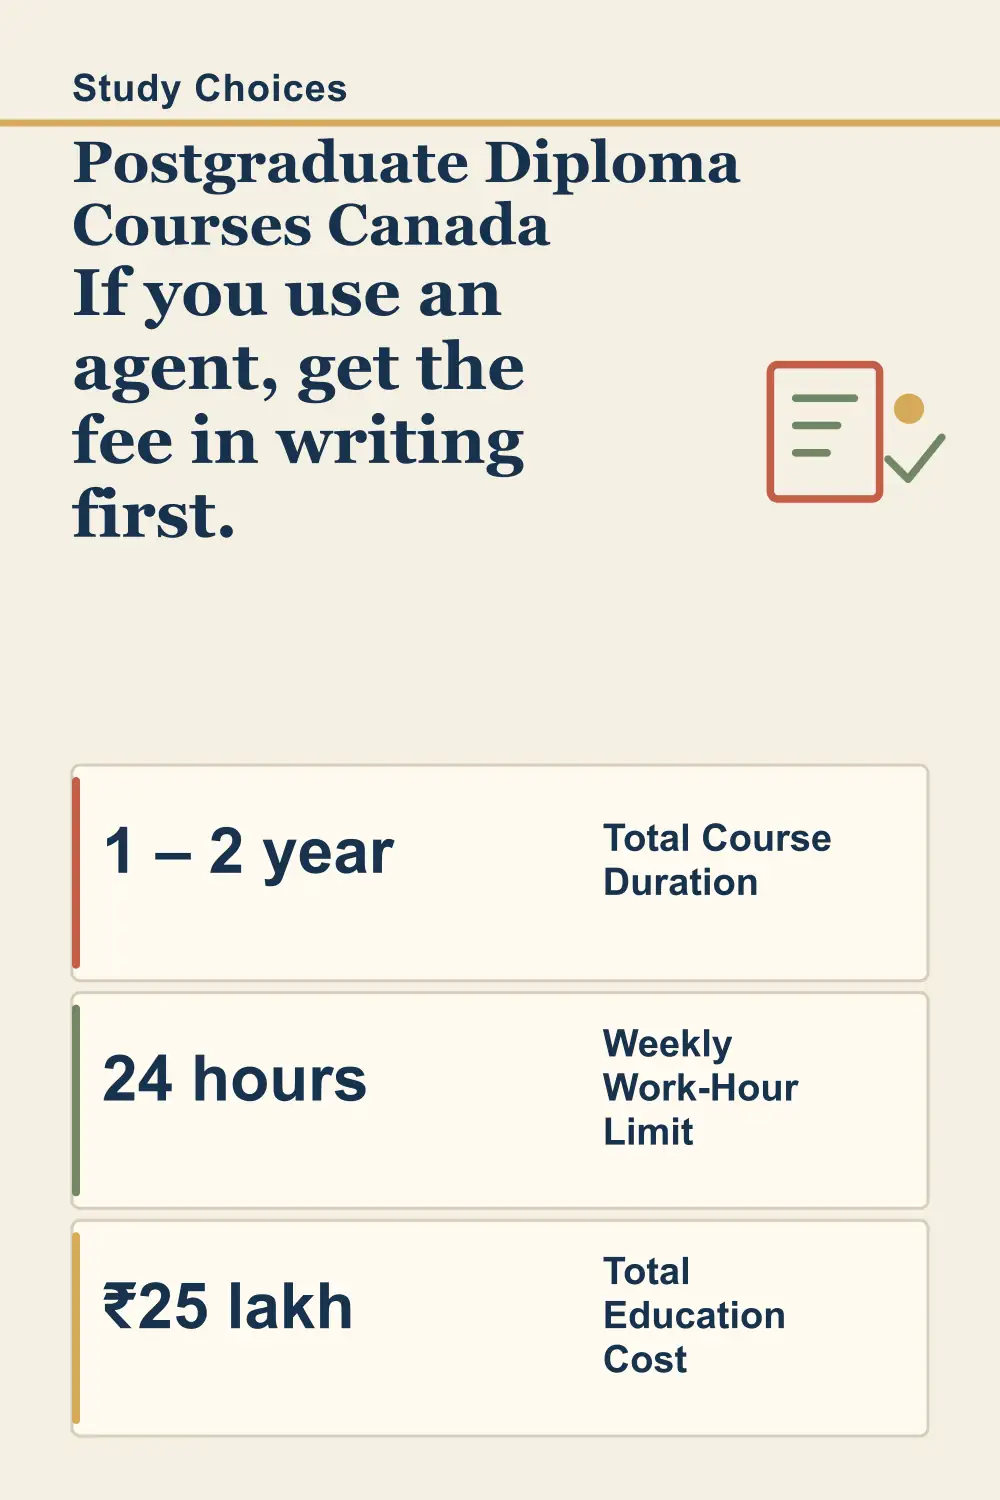 Study Choices
Postgraduate Diploma
Courses Canada
If you use an
agent, get the
fee in writing
first.
1 – 2 year
Total Course
Duration
24 hours
Weekly
Work-Hour
Limit
₹25 lakh
Total
Education
Cost